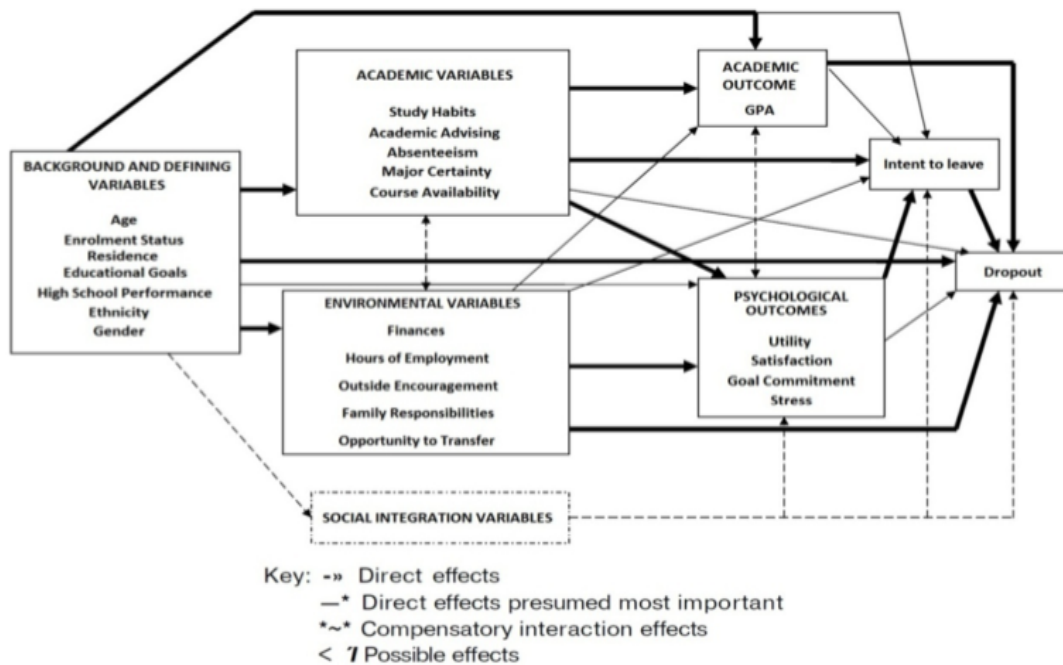 BACKGROUND AND DEFINING
VARIABLES
Age
Enrolment Status
Residence
Educational Goals
High School Performance
Ethnicity
Gender
ACADEMIC VARIABLES
Study Habits
Academic Advising
Absenteeism
Major Certainty
Course Availability
ENVIRONMENTAL VARIABLES
Finances
Hours of Employment
Outside Encouragement
Family Responsibilities
Opportunity to Transfer
SOCIAL INTEGRATION VARIABLES
ACADEMIC
OUTCOME
GPA
PSYCHOLOGICAL
OUTCOMES
Utility
Satisfaction
Goal Commitment
Stress
Intent to leave
Dropout
Key: -» Direct effects
—* Direct effects presumed most important
*~* Compensatory interaction effects
< 7 Possible effects